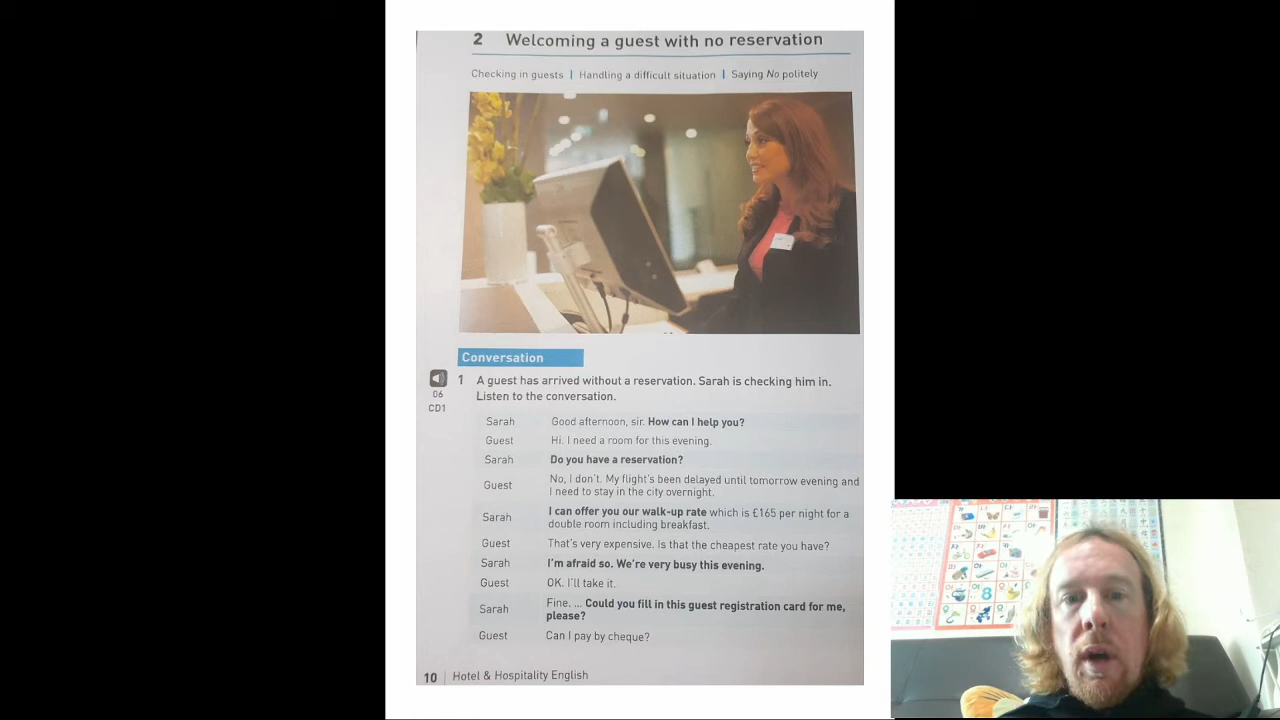 2 Welcoming a guest with no reservation
Checking in guests | Handling a difficult situation | Saying No politely
Conversation
06
CD1
1 A guest has arrived without a reservation. Sarah is checking him in.
Listen to the conversation.
Sarah Good afternoon, sir. How can I help you?
Guest Hi. I need a room for this evening.
Sarah Do you have a reservation?
Guest No, I don't. My flight's been delayed until tomorrow evening and
I need to stay in the city overnight.
Sarah I can offer you our walk-up rate which is £165 per night for a
double room including breakfast.
Guest That's very expensive. Is that the cheapest rate you have?
Sarah I'm afraid so. We're very busy this evening.
Guest OK. I'll take it.
Sarah Fine. ... Could you fill in this guest registration card for me,
please?
Guest Can I pay by cheque?
10 | Hotel & Hospitality English